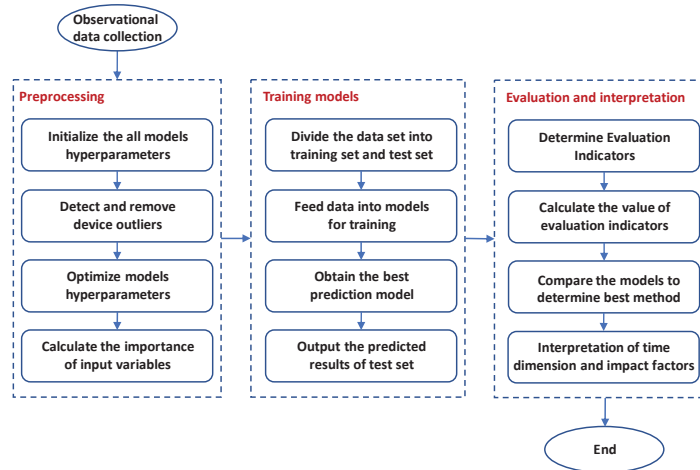 Observational
data collection
Preprocessing
Initialize the all models
hyperparameters
Detect and remove
device outliers
Optimize models
hyperparameters
Calculate the importance
of input variables
Training models
Divide the data set into
training set and test set
Feed data into models
for training
Obtain the best
prediction model
Output the predicted
results of test set
Evaluation and interpretation
Determine Evaluation
Indicators
Calculate the value of
evaluation indicators
Compare the models to
determine best method
Interpretation of time
dimension and impact factors
End